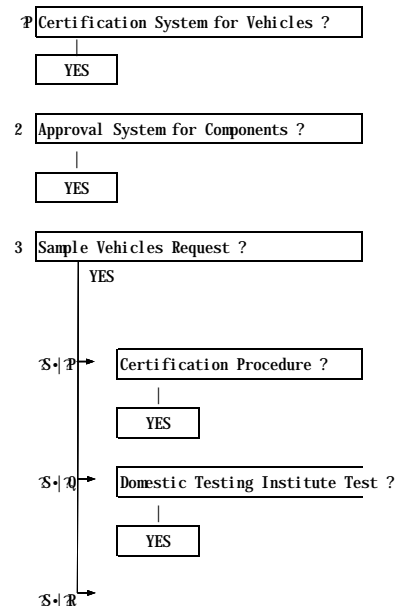 Certification System for Vehicles ?
YES
2 Approval System for Components ?
YES
3 Sample Vehicles Request ?
YES
Certification Procedure ?
YES
Domestic Testing Institute Test ?
YES